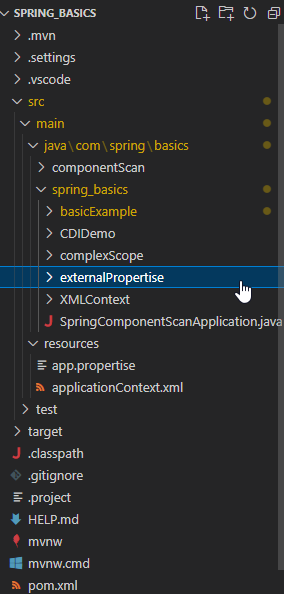 SPRING_BASICS
.mvn
.settings
.vscode
src
main
java\com\spring\basics
componentScan
spring_basics
basicExample
CDIDemo
complexScope
externalPropertise
XMLContext
SpringComponentScanApplication.java
resources
app.propertise
applicationContext.xml
test
target
.classpath
.gitignore
.project
HELP.md
mvnw
mvnw.cmd
pom.xml